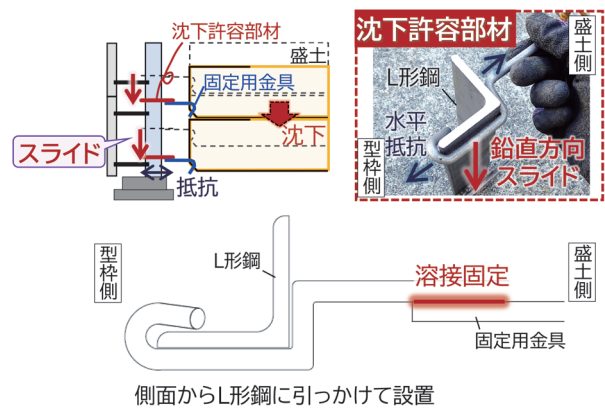 沈下許容部材
盛土
固定用金具
沈下
スライド
抵抗
沈下許容部材
盛土側
L形鋼
水平
抵抗
型枠側
鉛直方向
スライド
型枠側
L形鋼
溶接固定
盛土側
固定用金具
側面からL形鋼に引っかけて設置